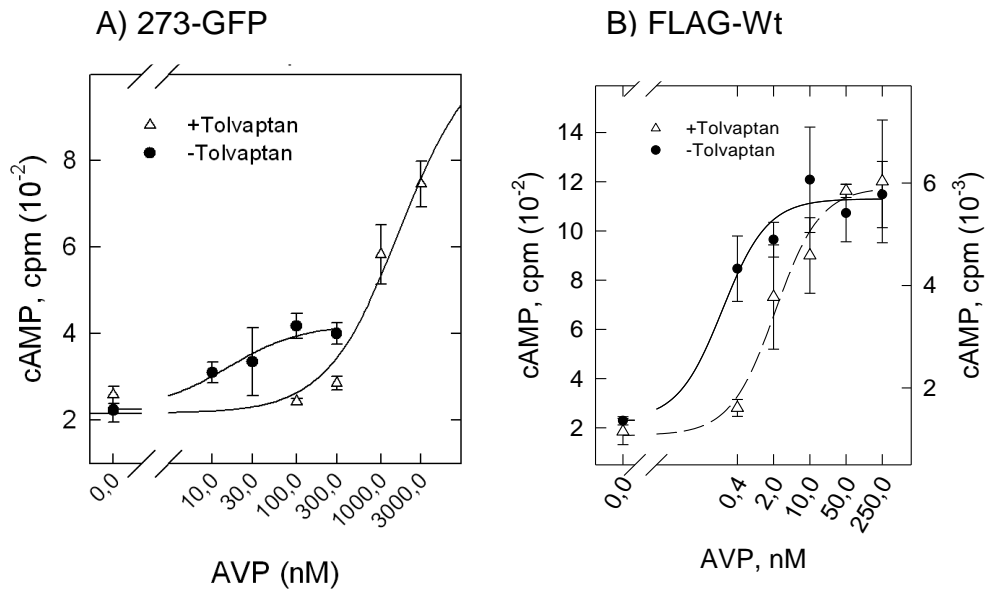 A) 273-GFP
+Tolvaptan
-Tolvaptan
cAMP, cpm (10-2)
8
6
4
2
0,0
10,0
30,0
100,0
300,0
1000,0
3000,0
AVP (nM)
B) FLAG-Wt
+Tolvaptan
-Tolvaptan
cAMP, cpm (10-2)
14
12
10
8
6
4
2
6
4
2
cAMP, cpm (10-3)
0,0
0,4
2,0
10,0
50,0
250,0
AVP, nM